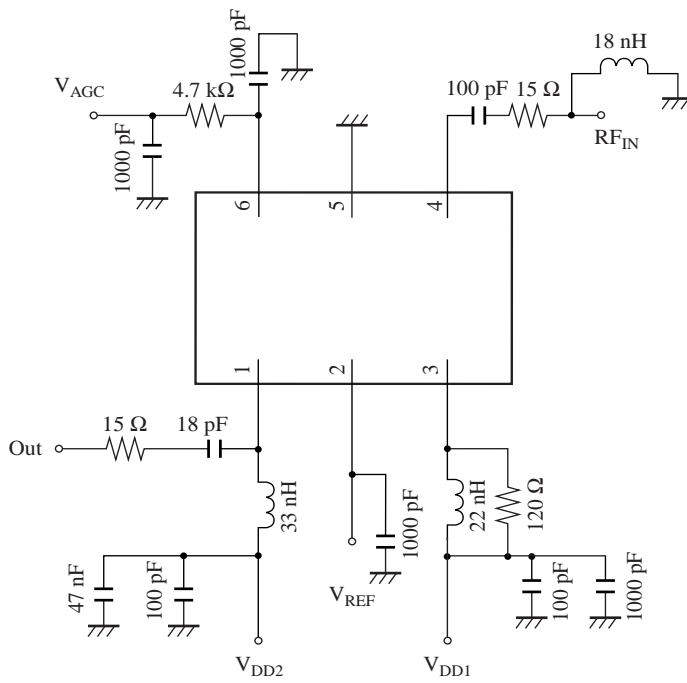 1000 pF
18 nH
V_AGC
4.7 kΩ
100 pF
15 Ω
RF_IN
1000 pF
6
5
4
1
2
3
15 Ω
18 pF
Out
33 nH
1000 pF
22 nH
120 Ω
47 nF
100 pF
V_REF
100 pF
1000 pF
V_DD2
V_DD1